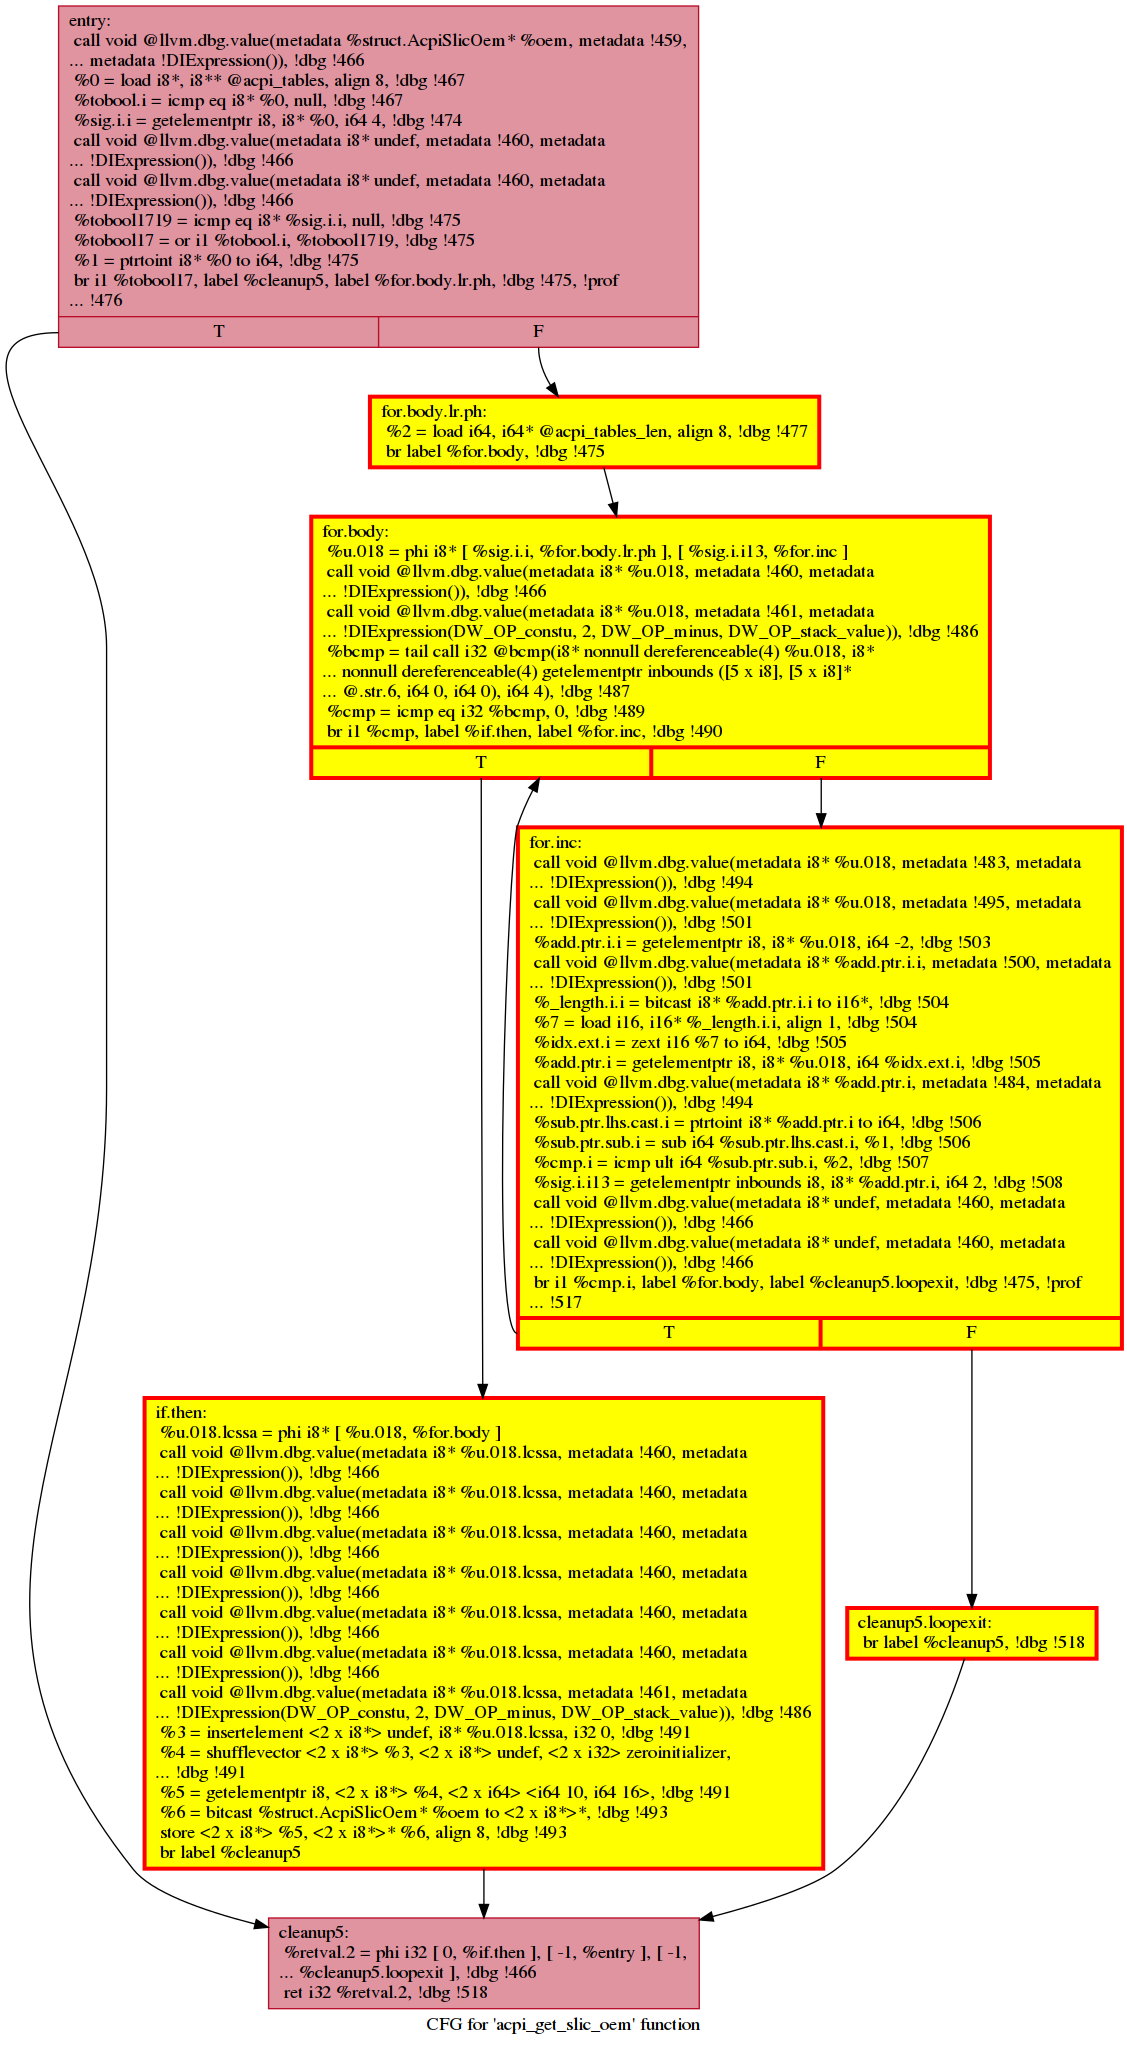 entry:
call void @llvm.dbg.value(metadata %struct.AcpiSlicOem* %oem, metadata !459,
... metadata !DIExpression()), !dbg !466
%0 = load i8*, i8** @acpi_tables, align 8, !dbg !467
%tobool.i = icmp eq i8* %0, null, !dbg !467
%sig.i.i = getelementptr i8, i8* %0, i64 4, !dbg !474
call void @llvm.dbg.value(metadata i8* undef, metadata !460, metadata
... !DIExpression()), !dbg !466
call void @llvm.dbg.value(metadata i8* undef, metadata !460, metadata
... !DIExpression()), !dbg !466
%tobool1719 = icmp eq i8* %sig.i.i, null, !dbg !475
%tobool17 = or i1 %tobool.i, %tobool1719, !dbg !475
%1 = ptrtoint i8* %0 to i64, !dbg !475
br i1 %tobool17, label %cleanup5, label %for.body.lr.ph, !dbg !475, !prof
... !476
T F
for.body.lr.ph:
%2 = load i64, i64* @acpi_tables_len, align 8, !dbg !477
br label %for.body, !dbg !475
for.body:
%u.018 = phi i8* [ %sig.i.i, %for.body.lr.ph ], [ %sig.i.i13, %for.inc ]
call void @llvm.dbg.value(metadata i8* %u.018, metadata !460, metadata
... !DIExpression()), !dbg !466
call void @llvm.dbg.value(metadata i8* %u.018, metadata !461, metadata
... !DIExpression(DW_OP_constu, 2, DW_OP_minus, DW_OP_stack_value)), !dbg !486
%bcmp = tail call i32 @bcmp(i8* nonnull dereferenceable(4) %u.018, i8*
... nonnull dereferenceable(4) getelementptr inbounds ([5 x i8], [5 x i8]*
... @.str.6, i64 0, i64 0), i64 4), !dbg !487
%cmp = icmp eq i32 %bcmp, 0, !dbg !489
br i1 %cmp, label %if.then, label %for.inc, !dbg !490
T F
for.inc:
call void @llvm.dbg.value(metadata i8* %u.018, metadata !483, metadata
... !DIExpression()), !dbg !494
call void @llvm.dbg.value(metadata i8* %u.018, metadata !495, metadata
... !DIExpression()), !dbg !501
%add.ptr.i.i = getelementptr i8, i8* %u.018, i64 -2, !dbg !503
call void @llvm.dbg.value(metadata i8* %add.ptr.i.i, metadata !500, metadata
... !DIExpression()), !dbg !501
%_length.i.i = bitcast i8* %add.ptr.i.i to i16*, !dbg !504
%7 = load i16, i16* %_length.i.i, align 1, !dbg !504
%idx.ext.i = zext i16 %7 to i64, !dbg !505
%add.ptr.i = getelementptr i8, i8* %u.018, i64 %idx.ext.i, !dbg !505
call void @llvm.dbg.value(metadata i8* %add.ptr.i, metadata !484, metadata
... !DIExpression()), !dbg !494
%sub.ptr.lhs.cast.i = ptrtoint i8* %add.ptr.i to i64, !dbg !506
%sub.ptr.sub.i = sub i64 %sub.ptr.lhs.cast.i, %1, !dbg !506
%cmp.i = icmp ult i64 %sub.ptr.sub.i, %2, !dbg !507
%sig.i.i13 = getelementptr inbounds i8, i8* %add.ptr.i, i64 2, !dbg !508
call void @llvm.dbg.value(metadata i8* undef, metadata !460, metadata
... !DIExpression()), !dbg !466
call void @llvm.dbg.value(metadata i8* undef, metadata !460, metadata
... !DIExpression()), !dbg !466
br i1 %cmp.i, label %for.body, label %cleanup5.loopexit, !dbg !475, !prof
... !517
T F
if.then:
%u.018.lcssa = phi i8* [ %u.018, %for.body ]
call void @llvm.dbg.value(metadata i8* %u.018.lcssa, metadata !460, metadata
... !DIExpression()), !dbg !466
call void @llvm.dbg.value(metadata i8* %u.018.lcssa, metadata !460, metadata
... !DIExpression()), !dbg !466
call void @llvm.dbg.value(metadata i8* %u.018.lcssa, metadata !460, metadata
... !DIExpression()), !dbg !466
call void @llvm.dbg.value(metadata i8* %u.018.lcssa, metadata !460, metadata
... !DIExpression()), !dbg !466
call void @llvm.dbg.value(metadata i8* %u.018.lcssa, metadata !460, metadata
... !DIExpression()), !dbg !466
call void @llvm.dbg.value(metadata i8* %u.018.lcssa, metadata !460, metadata
... !DIExpression()), !dbg !466
call void @llvm.dbg.value(metadata i8* %u.018.lcssa, metadata !461, metadata
... !DIExpression(DW_OP_constu, 2, DW_OP_minus, DW_OP_stack_value)), !dbg !486
%3 = insertelement <2 x i8*> undef, i8* %u.018.lcssa, i32 0, !dbg !491
%4 = shufflevector <2 x i8*> %3, <2 x i8*> undef, <2 x i32> zeroinitializer,
... !dbg !491
%5 = getelementptr i8, <2 x i8*> %4, <2 x i64> <i64 10, i64 16>, !dbg !491
%6 = bitcast %struct.AcpiSlicOem* %oem to <2 x i8*>*, !dbg !493
store <2 x i8*> %5, <2 x i8*>* %6, align 8, !dbg !493
br label %cleanup5
cleanup5.loopexit:
br label %cleanup5, !dbg !518
cleanup5:
%retval.2 = phi i32 [ 0, %if.then ], [ -1, %entry ], [ -1,
... %cleanup5.loopexit ], !dbg !466
ret i32 %retval.2, !dbg !518
CFG for 'acpi_get_slic_oem' function